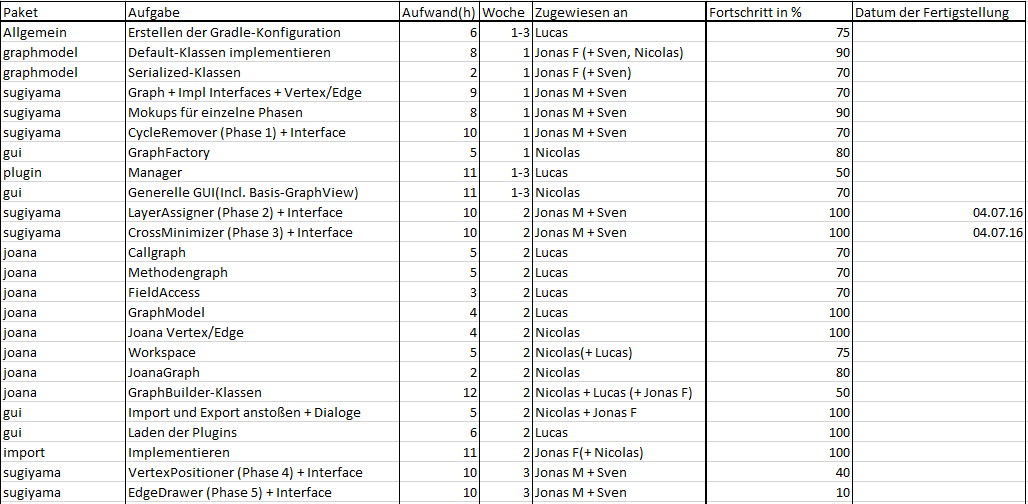 Paket Aufgabe Aufwand(h) Woche Zugewiesen an Fortschritt in % Datum der Fertigstellung
Allgemein Erstellen der Gradle-Konfiguration 6 1-3 Lucas 75
graphmodel Default-Klassen implementieren 8 1 Jonas F (+ Sven, Nicolas) 90
graphmodel Serialized-Klassen 2 1 Jonas F (+ Sven) 70
sugiyama Graph + Impl Interfaces + Vertex/Edge 9 1 Jonas M + Sven 70
sugiyama Mokups für einzelne Phasen 8 1 Jonas M + Sven 90
sugiyama CycleRemover (Phase 1) + Interface 10 1 Jonas M + Sven 70
gui GraphFactory 5 1 Nicolas 80
plugin Manager 11 1-3 Lucas 50
gui Generelle GUI(Incl. Basis-GraphView) 11 1-3 Nicolas 70
sugiyama LayerAssigner (Phase 2) + Interface 10 2 Jonas M + Sven 100 04.07.16
sugiyama CrossMinimizer (Phase 3) + Interface 10 2 Jonas M + Sven 100 04.07.16
joana Callgraph 5 2 Lucas 70
joana Methodengraph 5 2 Lucas 70
joana FieldAccess 3 2 Lucas 70
joana GraphModel 4 2 Lucas 100
joana Joana Vertex/Edge 4 2 Nicolas 100
joana Workspace 5 2 Nicolas(+ Lucas) 75
joana JoanaGraph 2 2 Nicolas 80
joana GraphBuilder-Klassen 12 2 Nicolas + Lucas (+ Jonas F) 50
gui Import und Export anstoßen + Dialoge 5 2 Nicolas + Jonas F 100
gui Laden der Plugins 6 2 Lucas 100
import Implementieren 11 2 Jonas F(+ Nicolas) 100
sugiyama VertexPositioner (Phase 4) + Interface 10 3 Jonas M + Sven 40
sugiyama EdgeDrawer (Phase 5) + Interface 10 3 Jonas M + Sven 10